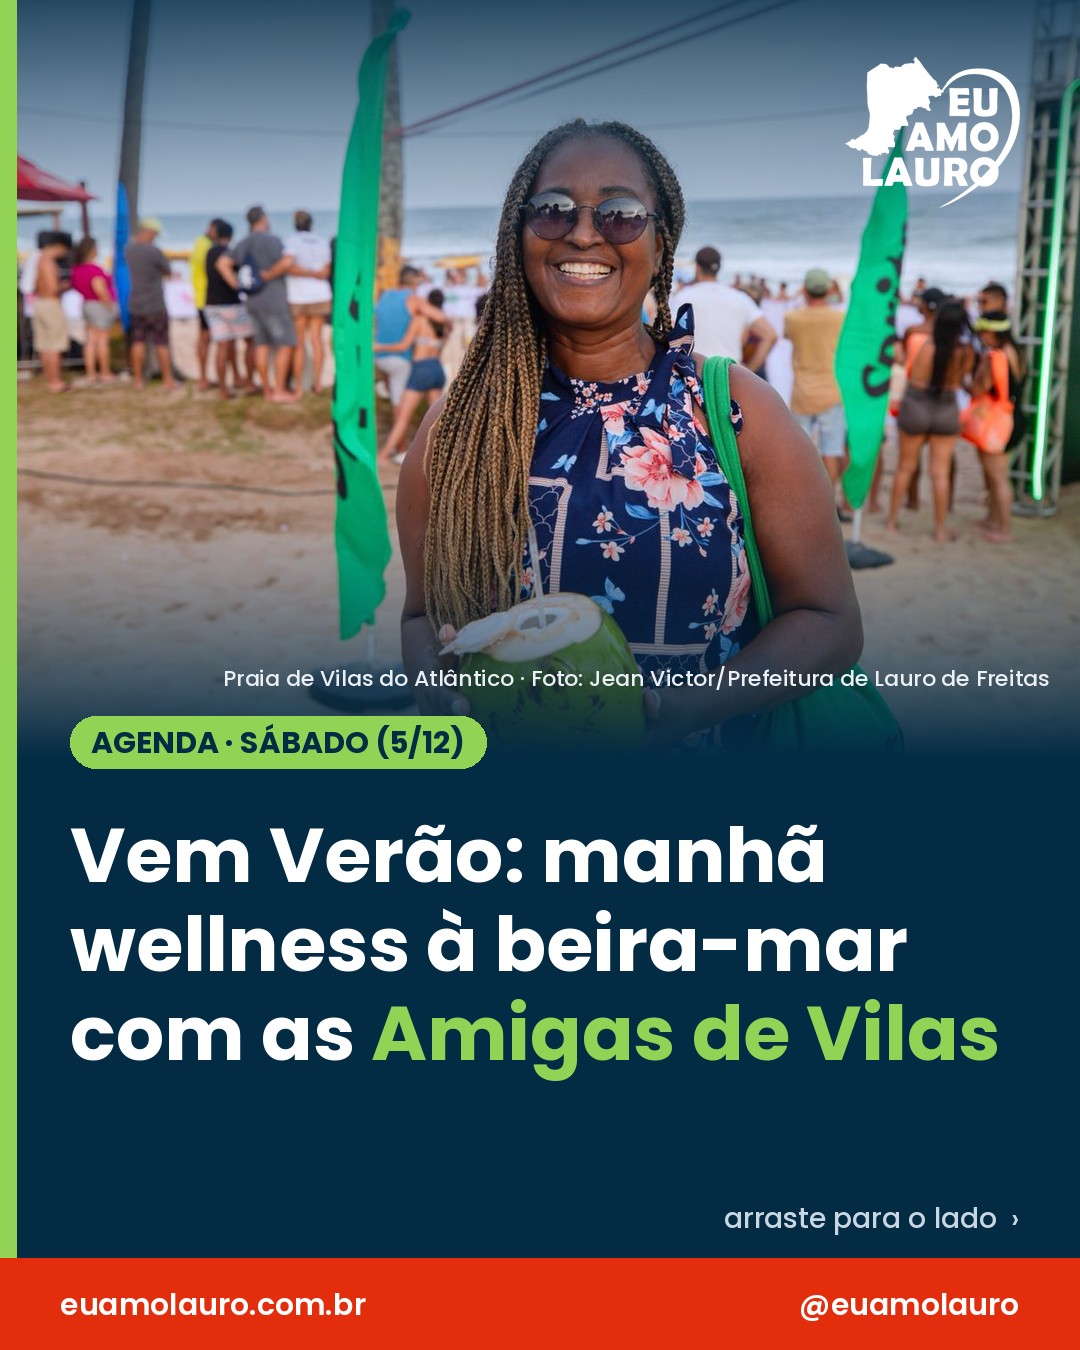 EU
AMO
LAURO
Praia de Vilas do Atlântico · Foto: Jean Victor/Prefeitura de Lauro de Freitas
AGENDA · SÁBADO (5/12)
Vem Verão: manhã
wellness à beira-mar
com as Amigas de Vilas
arraste para o lado ›
euamolauro.com.br
@euamolauro